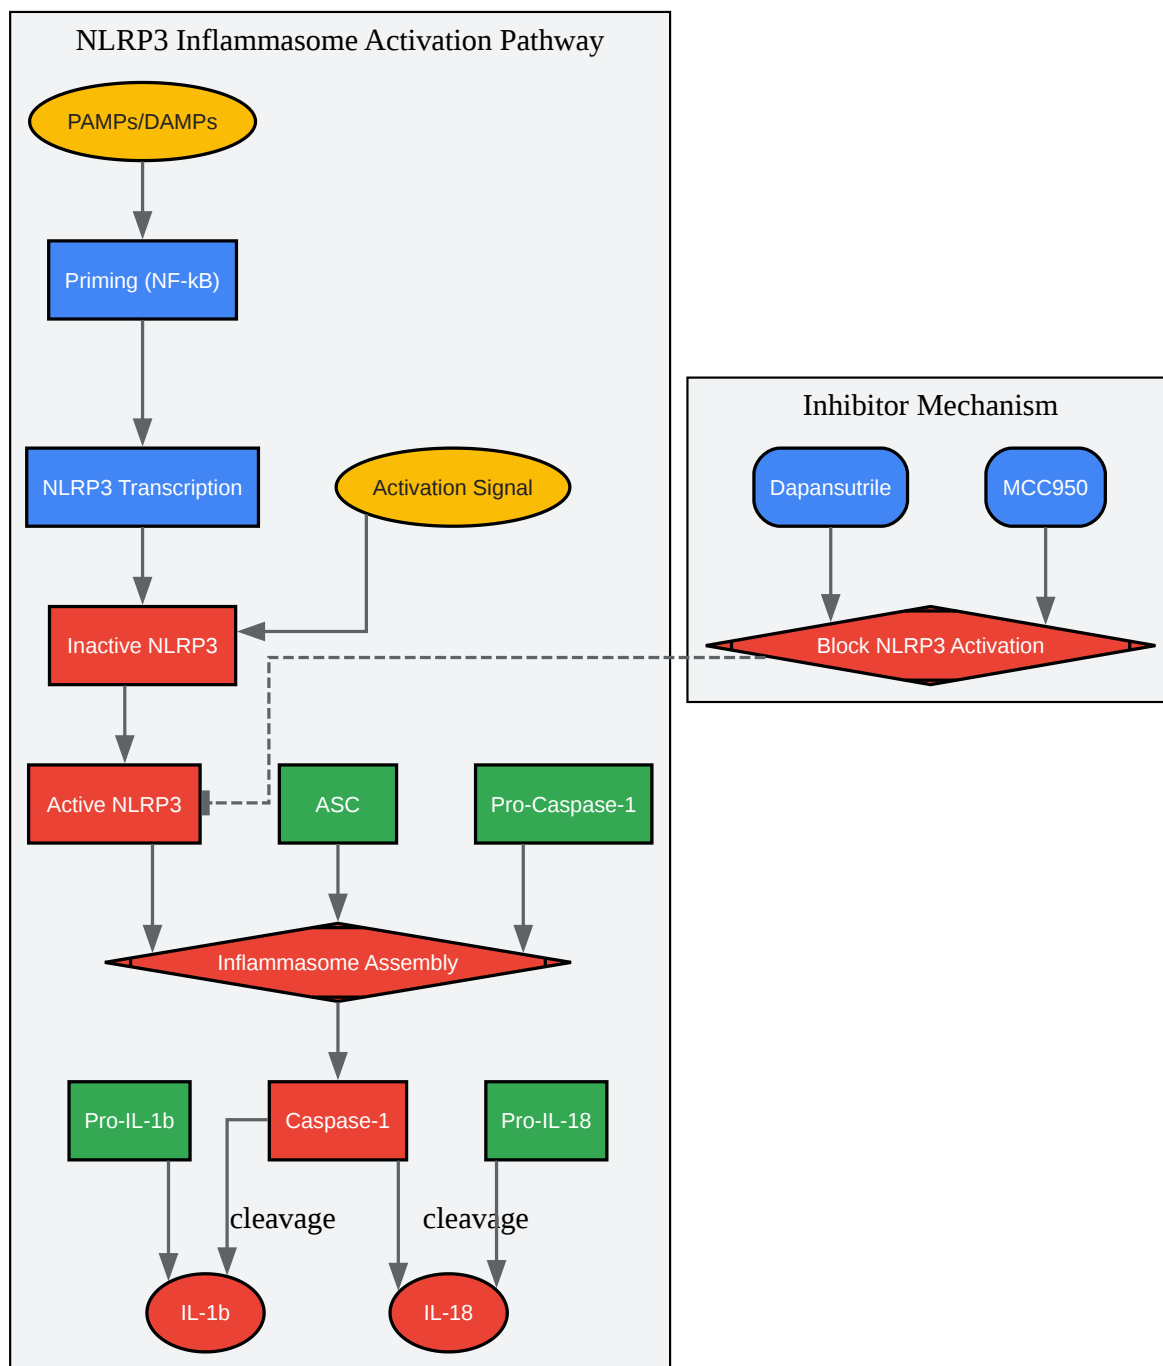 NLRP3 Inflammasome Activation Pathway
PAMPs/DAMPs
Priming (NF-kB)
NLRP3 Transcription
Activation Signal
Inactive NLRP3
Active NLRP3
ASC
Pro-Caspase-1
Inflammasome Assembly
Pro-IL-1b
Caspase-1
Pro-IL-18
cleavage
cleavage
IL-1b
IL-18
Inhibitor Mechanism
Dapansutrile
MCC950
Block NLRP3 Activation